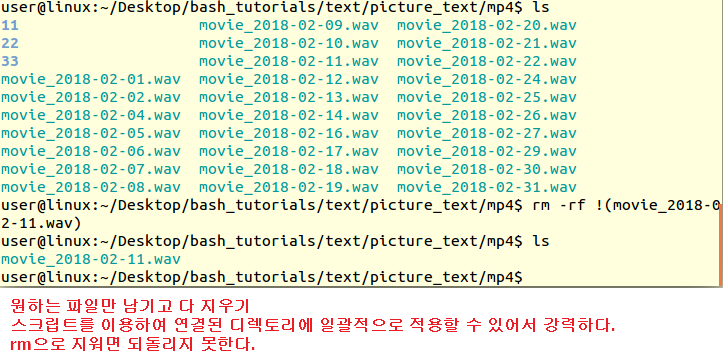 user@linux:~/Desktop/bash_tutorials/text/picture_text/mp4$ ls
11                  movie_2018-02-09.wav  movie_2018-02-20.wav
22                  movie_2018-02-10.wav  movie_2018-02-21.wav
33                  movie_2018-02-11.wav  movie_2018-02-22.wav
movie_2018-02-01.wav  movie_2018-02-12.wav  movie_2018-02-24.wav
movie_2018-02-02.wav  movie_2018-02-13.wav  movie_2018-02-25.wav
movie_2018-02-04.wav  movie_2018-02-14.wav  movie_2018-02-26.wav
movie_2018-02-05.wav  movie_2018-02-16.wav  movie_2018-02-27.wav
movie_2018-02-06.wav  movie_2018-02-17.wav  movie_2018-02-29.wav
movie_2018-02-07.wav  movie_2018-02-18.wav  movie_2018-02-30.wav
movie_2018-02-08.wav  movie_2018-02-19.wav  movie_2018-02-31.wav
user@linux:~/Desktop/bash_tutorials/text/picture_text/mp4$ rm -rf !(movie_2018-0
2-11.wav)
user@linux:~/Desktop/bash_tutorials/text/picture_text/mp4$ ls
movie_2018-02-11.wav
user@linux:~/Desktop/bash_tutorials/text/picture_text/mp4$
원하는 파일만 남기고 다 지우기
스크립트를 이용하여 연결된 디렉토리에 일괄적으로 적용할 수 있어서 강력하다.
rm으로 지워면 되돌리지 못한다.